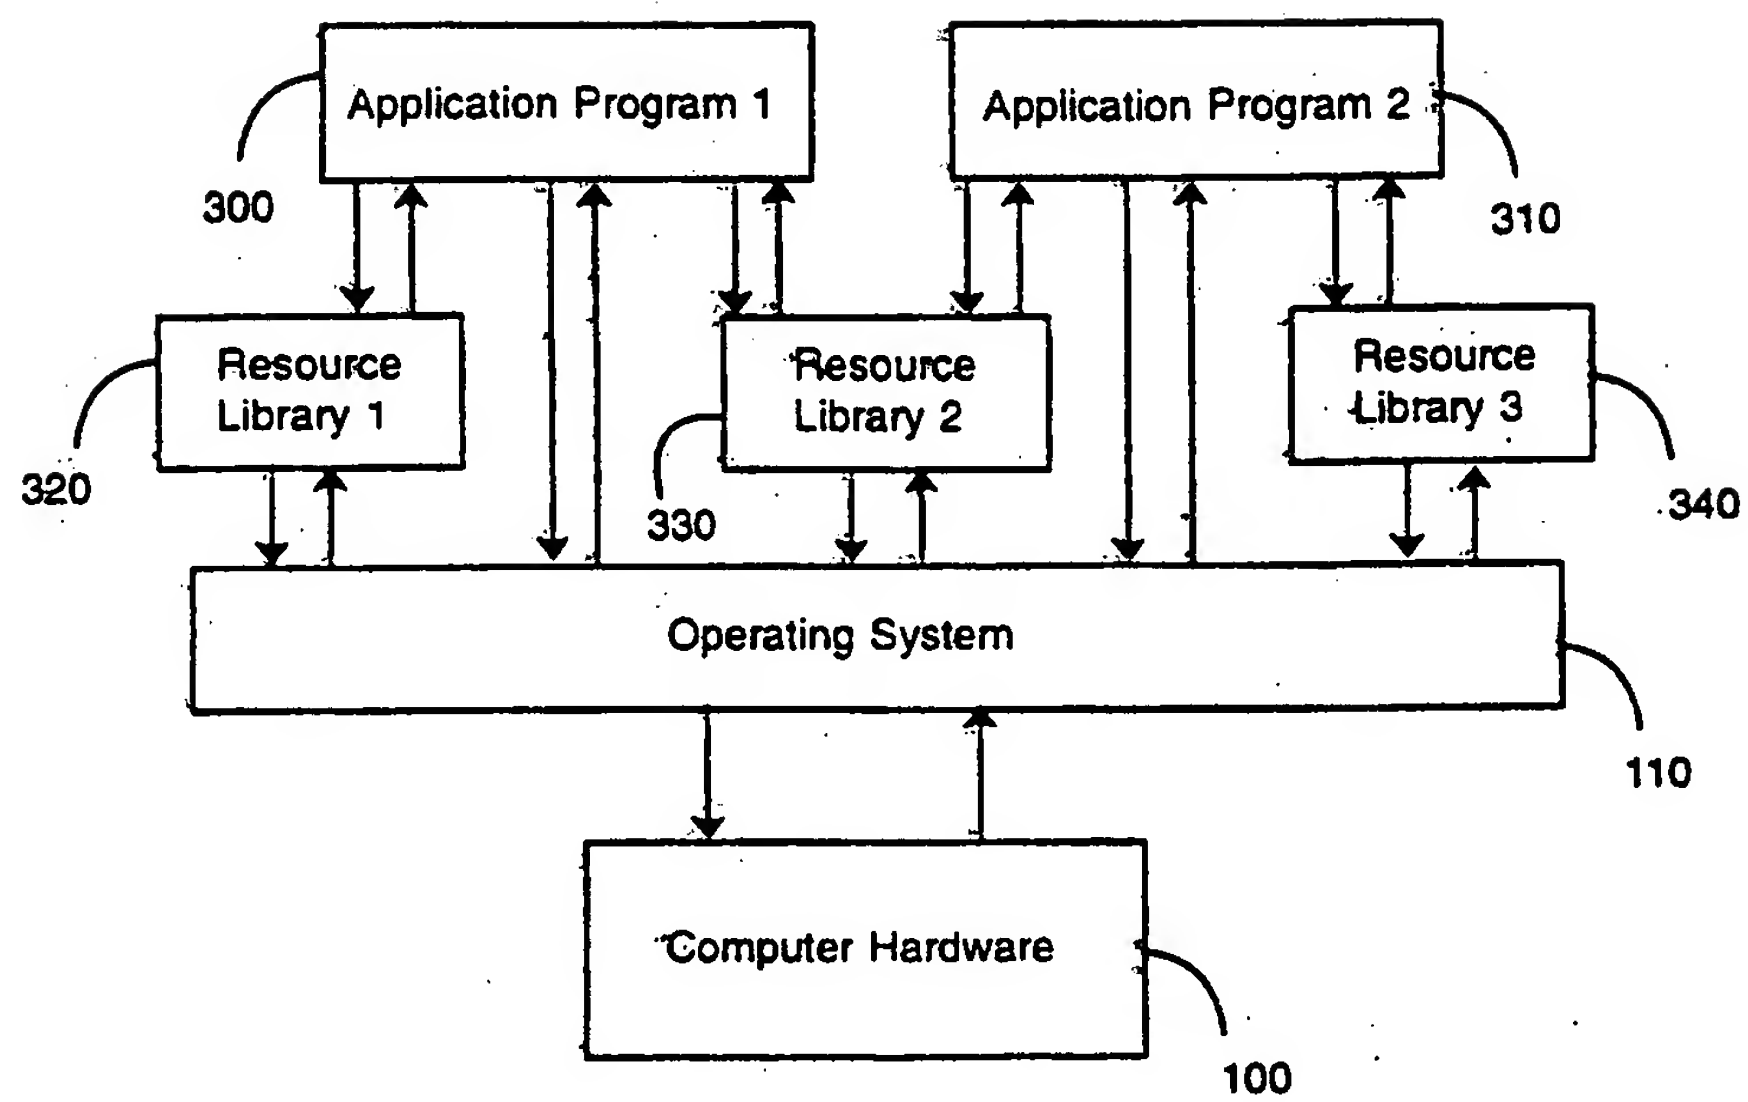 Application Program 1
Application Program 2
300
310
Resource
Library 1
Resource
Library 2
Resource
Library 3
320
330
340
Operating System
110
Computer Hardware
100